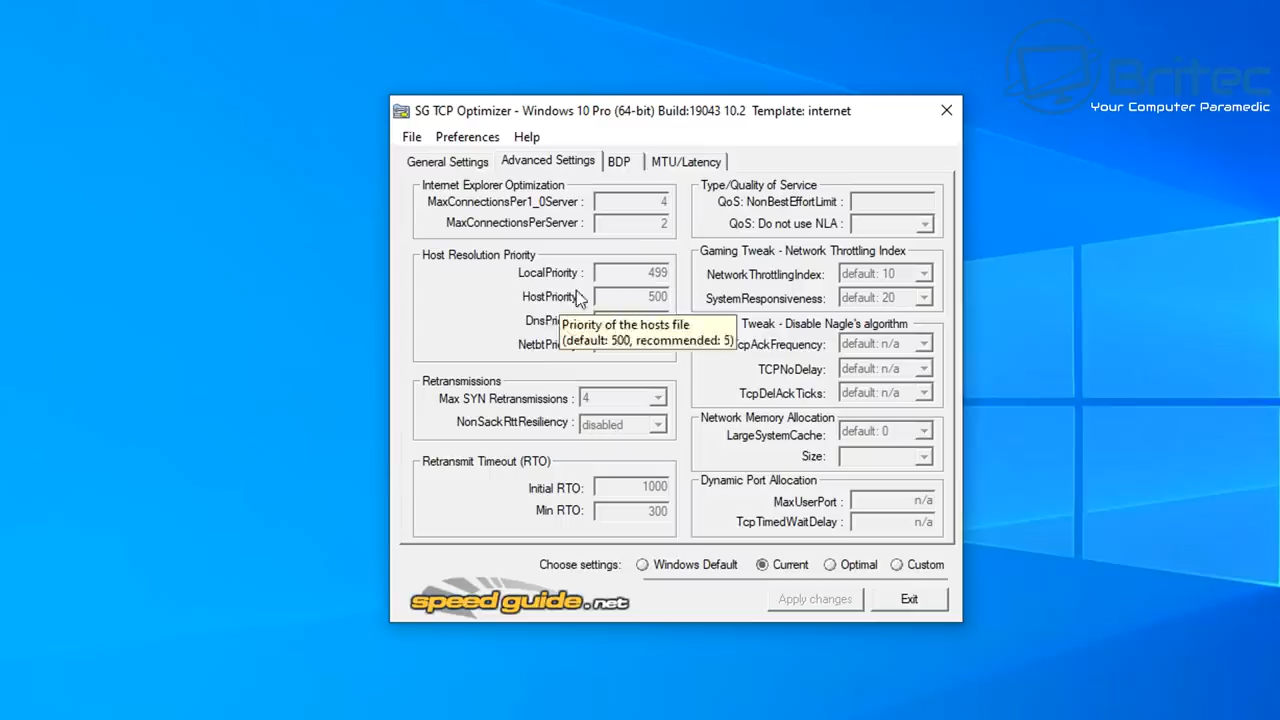 Britec
Your Computer Paramedic
SG TCP Optimizer - Windows 10 Pro (64-bit) Build:19043 10.2 Template: internet
File Preferences Help
General Settings Advanced Settings BDP MTU/Latency
Internet Explorer Optimization
MaxConnectionsPer1_0Server : 4
MaxConnectionsPerServer : 2
Host Resolution Priority
LocalPriority : 499
HostPriority 500
DnsPri
NetbtPri
Priority of the hosts file
(default: 500, recommended: 5)
Retransmissions
Max SYN Retransmissions : 4
NonSackRttResiliency : disabled
Retransmit Timeout (RTO)
Initial RTO: 1000
Min RTO: 300
Type/Quality of Service
QoS: NonBestEffortLimit :
QoS: Do not use NLA :
Gaming Tweak - Network Throttling Index
NetworkThrottlingIndex: default: 10
SystemResponsiveness: default: 20
Tweak - Disable Nagle's algorithm
cpAckFrequency: default: n/a
TCPNoDelay: default: n/a
TcpDelAckTicks: default: n/a
Network Memory Allocation
LargeSystemCache: default: 0
Size:
Dynamic Port Allocation
MaxUserPort : n/a
TcpTimedWaitDelay : n/a
Choose settings: Windows Default Current Optimal Custom
speedguide.net
Apply changes Exit